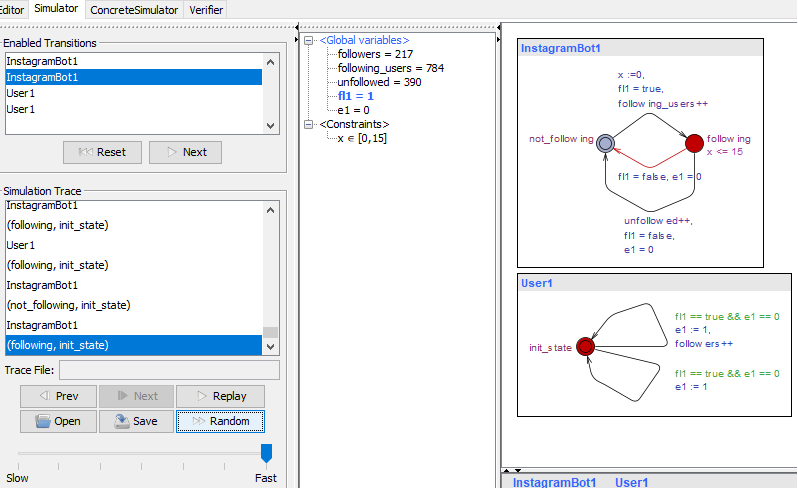 Editor Simulator ConcreteSimulator Verifier
Enabled Transitions
InstagramBot1
InstagramBot1
User1
User1
Reset Next
Simulation Trace
InstagramBot1
(following, init_state)
User1
(following, init_state)
InstagramBot1
(not_following, init_state)
InstagramBot1
(following, init_state)
Trace File:
Prev Next Replay
Open Save Random
Slow Fast
<Global variables>
followers = 217
following_users = 784
unfollowed = 390
fl1 = 1
e1 = 0
<Constraints>
x ∈ [0,15]
InstagramBot1
x :=0,
fl1 = true,
follow ing_users++
not_follow ing
follow ing
x <= 15
fl1 = false, e1 = 0
unfollow ed++,
fl1 = false,
e1 = 0
User1
fl1 == true && e1 == 0
e1 := 1,
follow ers++
init_state
fl1 == true && e1 == 0
e1 := 1
InstagramBot1 User1